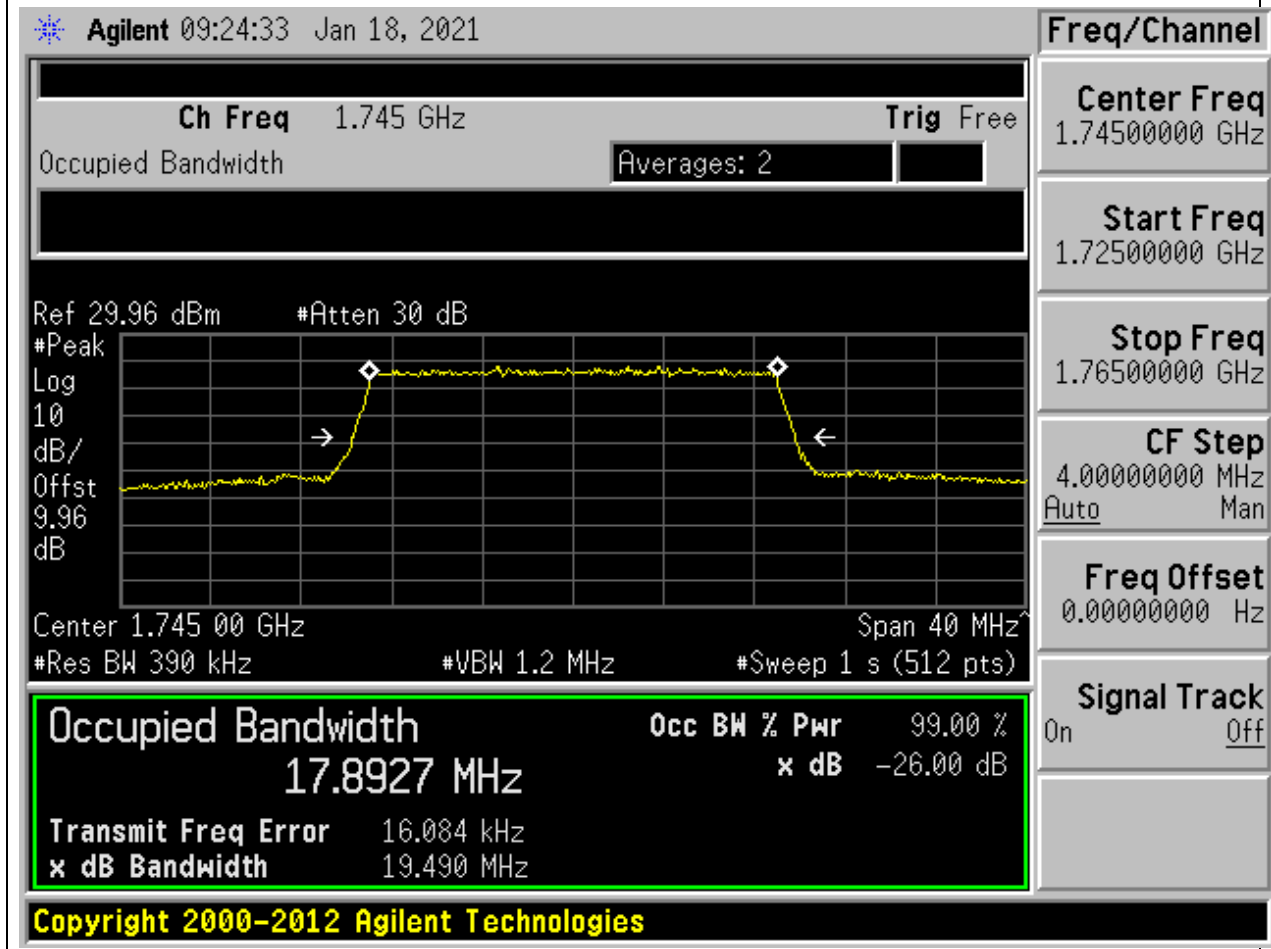 Agilent 09:24:33 Jan 18, 2021
Freq/Channel
Ch Freq 1.745 GHz Trig Free
Occupied Bandwidth Averages: 2
Ref 29.96 dBm #Atten 30 dB
#Peak
Log
10
dB/
Offst
9.96
dB
Center 1.745 00 GHz Span 40 MHz^
#Res BW 390 kHz #VBW 1.2 MHz #Sweep 1 s (512 pts)
Occupied Bandwidth
17.8927 MHz
Occ BW % Pwr 99.00 %
x dB -26.00 dB
Transmit Freq Error 16.084 kHz
x dB Bandwidth 19.490 MHz
Center Freq
1.74500000 GHz
Start Freq
1.72500000 GHz
Stop Freq
1.76500000 GHz
CF Step
4.00000000 MHz
Auto Man
Freq Offset
0.00000000 Hz
Signal Track
On Off
Copyright 2000-2012 Agilent Technologies